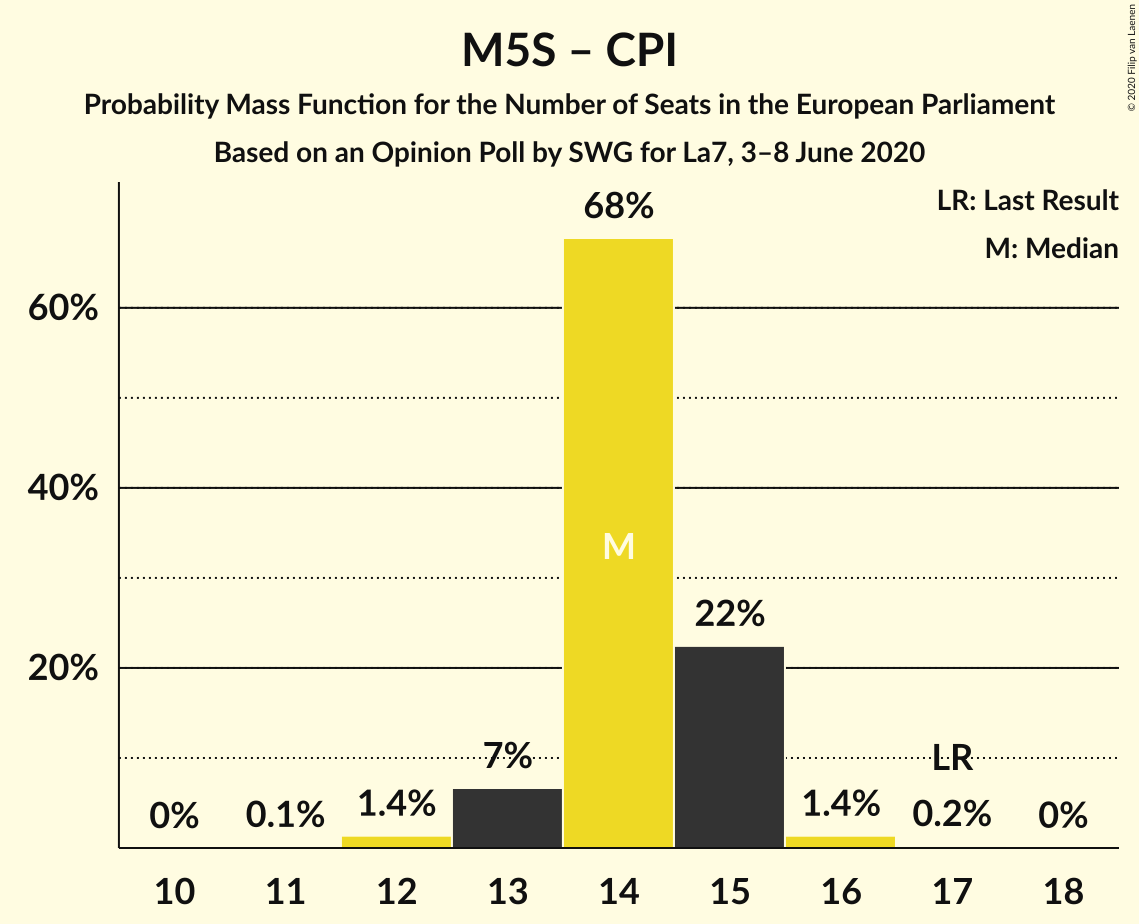 M5S – CPI
Probability Mass Function for the Number of Seats in the European Parliament
Based on an Opinion Poll by SWG for La7, 3–8 June 2020
© 2020 Filip van Laenen
LR: Last Result
M: Median
68%
60%
40%
M
22%
20%
7%
LR
0%
0.1%
1.4%
1.4%
0.2%
0%
10 11 12 13 14 15 16 17 18